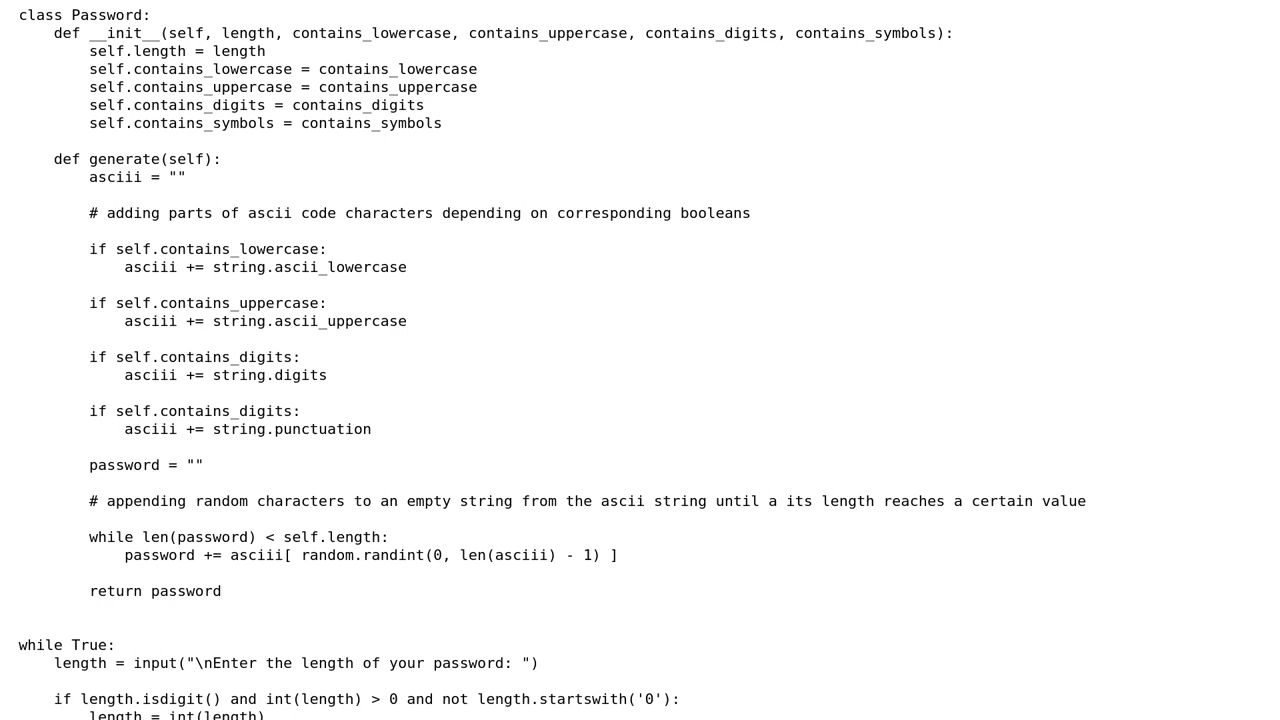 class Password:
    def __init__(self, length, contains_lowercase, contains_uppercase, contains_digits, contains_symbols):
        self.length = length
        self.contains_lowercase = contains_lowercase
        self.contains_uppercase = contains_uppercase
        self.contains_digits = contains_digits
        self.contains_symbols = contains_symbols

    def generate(self):
        asciii = ""

        # adding parts of ascii code characters depending on corresponding booleans

        if self.contains_lowercase:
            asciii += string.ascii_lowercase

        if self.contains_uppercase:
            asciii += string.ascii_uppercase

        if self.contains_digits:
            asciii += string.digits

        if self.contains_digits:
            asciii += string.punctuation

        password = ""

        # appending random characters to an empty string from the ascii string until a its length reaches a certain value

        while len(password) < self.length:
            password += asciii[ random.randint(0, len(asciii) - 1) ]

        return password


while True:
    length = input("\nEnter the length of your password: ")

    if length.isdigit() and int(length) > 0 and not length.startswith('0'):
        length = int(length)